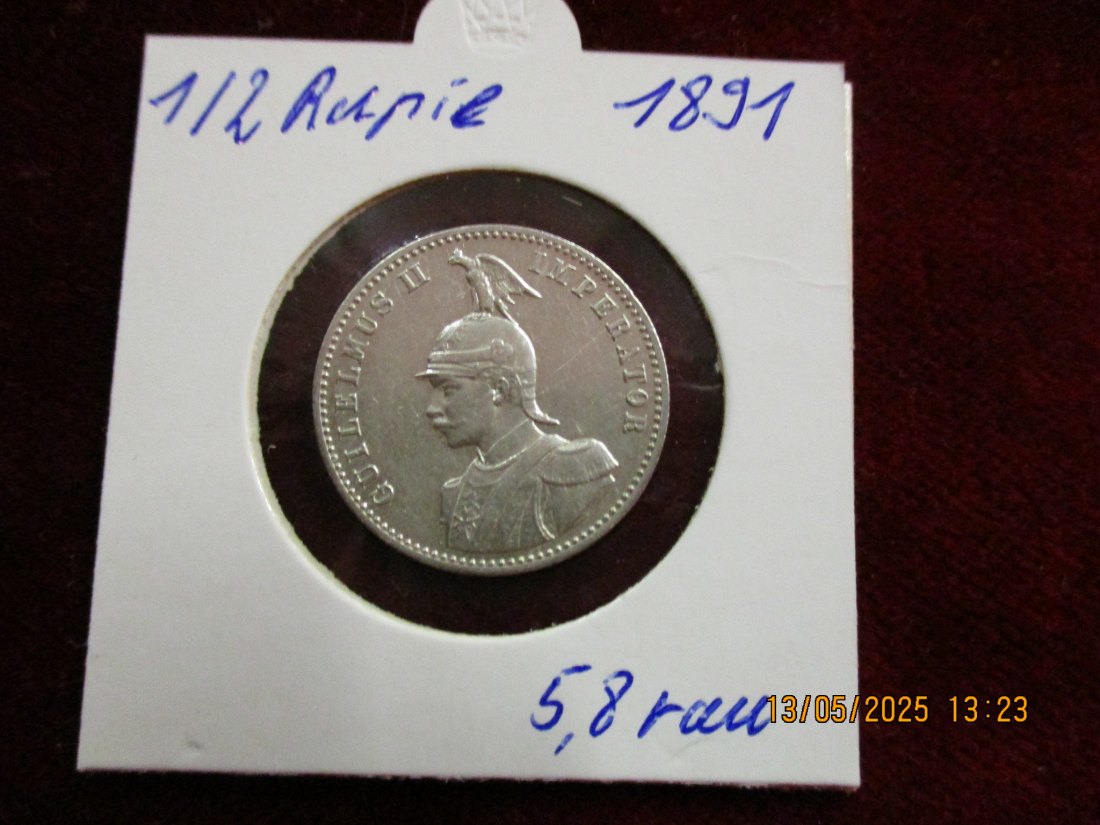 1/2 Rupie 1891
GUILELMUS II IMPERATOR
5,8 rau
13/05/2025 13:23